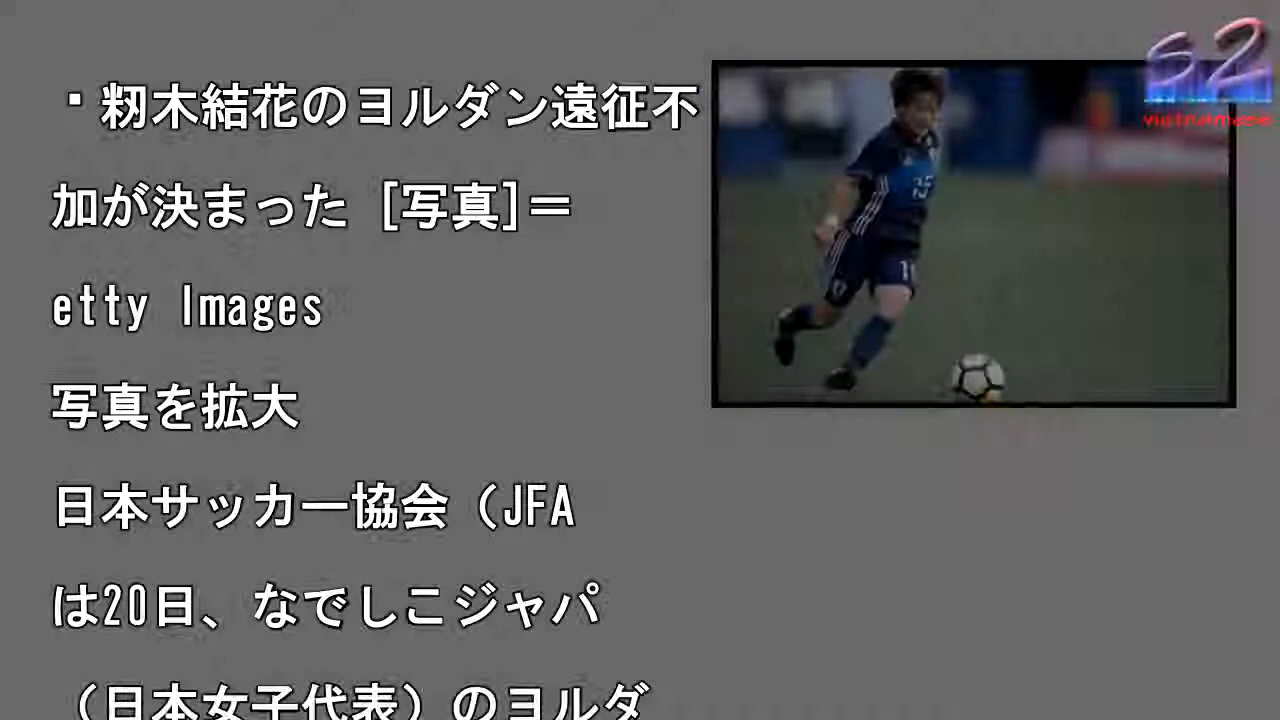 ・籾木結花のヨルダン遠征不
加が決まった [写真]＝
etty Images
写真を拡大
日本サッカー協会（JFA
は20日、なでしこジャパ
（日本女子代表）のヨルダ
s2
15